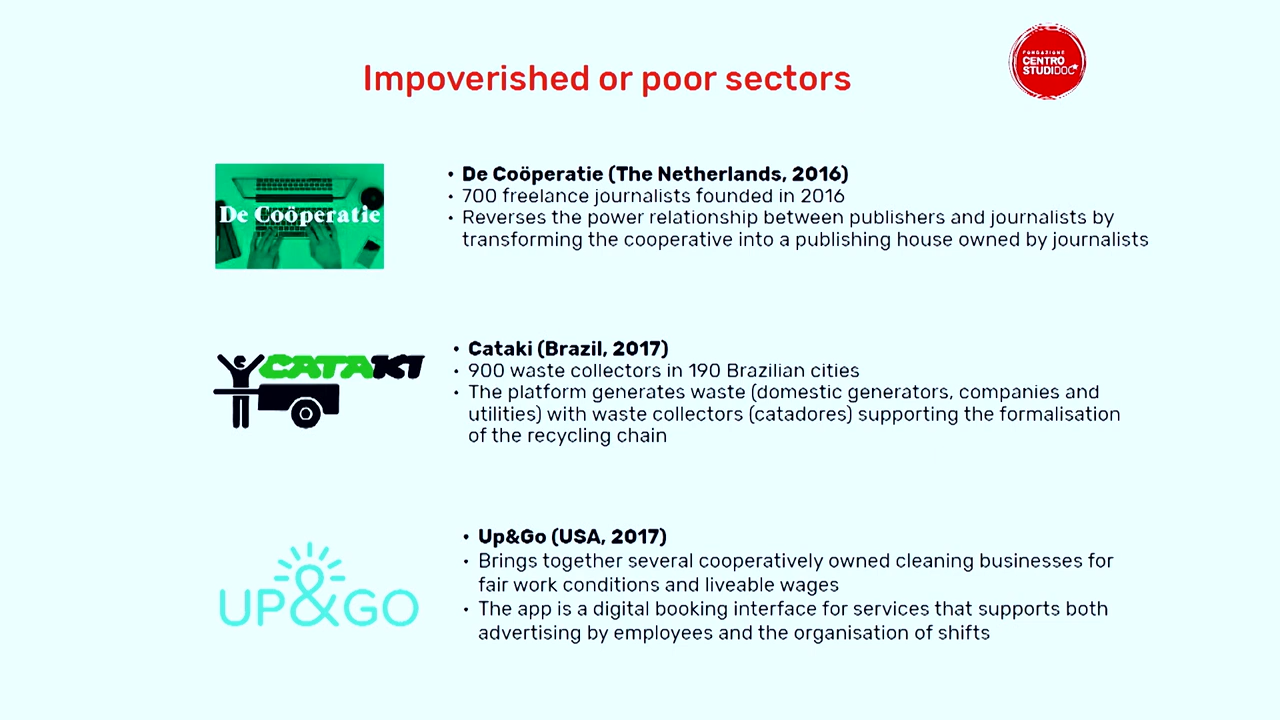 FONDAZIONE
CENTRO
STUDIDOC
Impoverished or poor sectors
De Coöperatie
• De Coöperatie (The Netherlands, 2016)
• 700 freelance journalists founded in 2016
• Reverses the power relationship between publishers and journalists by
transforming the cooperative into a publishing house owned by journalists
CATAKI
• Cataki (Brazil, 2017)
• 900 waste collectors in 190 Brazilian cities
• The platform generates waste (domestic generators, companies and
utilities) with waste collectors (catadores) supporting the formalisation
of the recycling chain
UP&GO
• Up&Go (USA, 2017)
• Brings together several cooperatively owned cleaning businesses for
fair work conditions and liveable wages
• The app is a digital booking interface for services that supports both
advertising by employees and the organisation of shifts